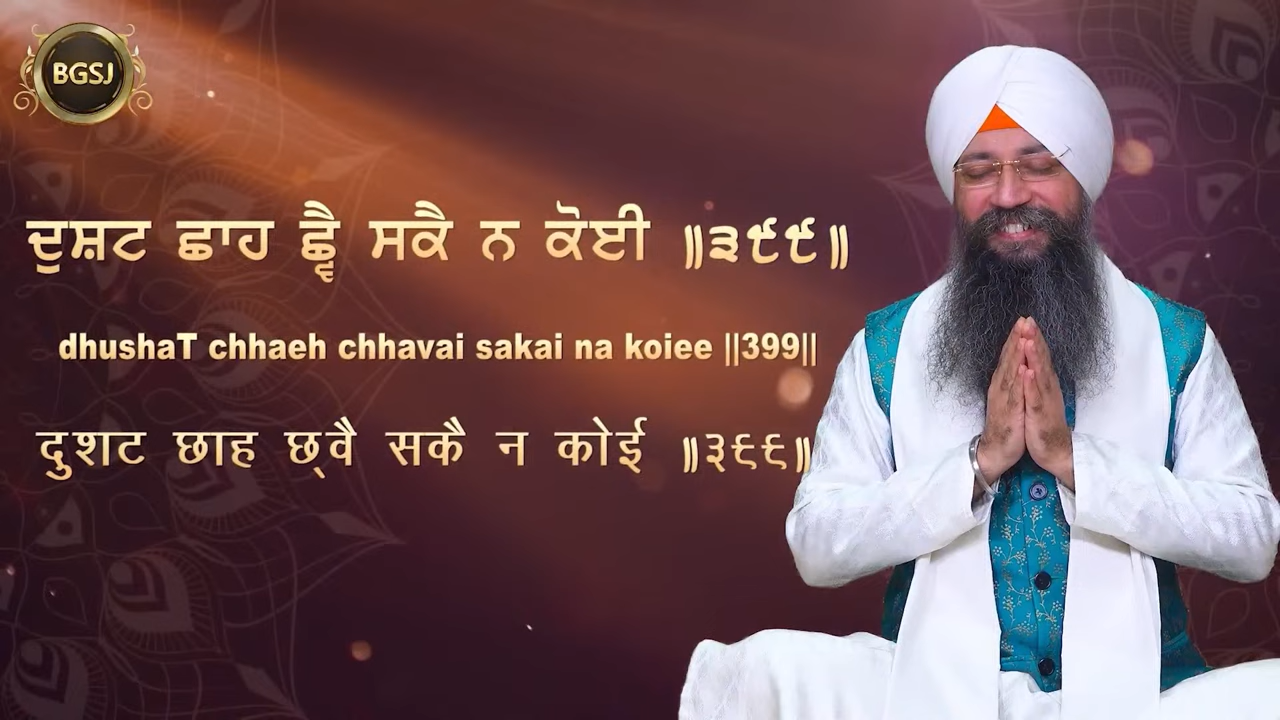 BGSJ
ਦੁਸ਼ਟ ਛਾਹ ਛ੍ਵੈ ਸਕੈ ਨ ਕੋਈ ॥੩੯੯॥
dhushaT chhaeh chhavai sakai na koiee ||399||
दुशट छाह छ्वै सकै न कोई ॥३९९॥